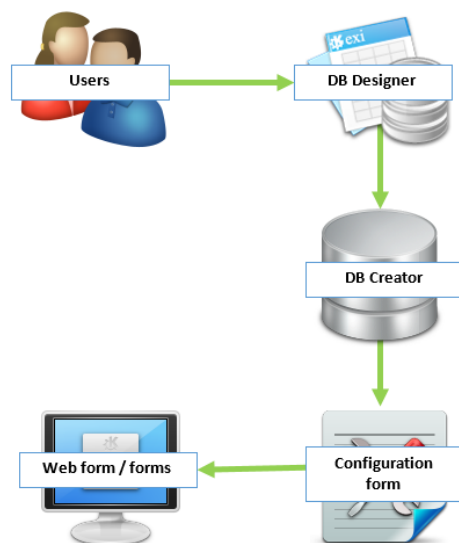 exi
Users
DB Designer
DB Creator
Web form / forms
Configuration
form